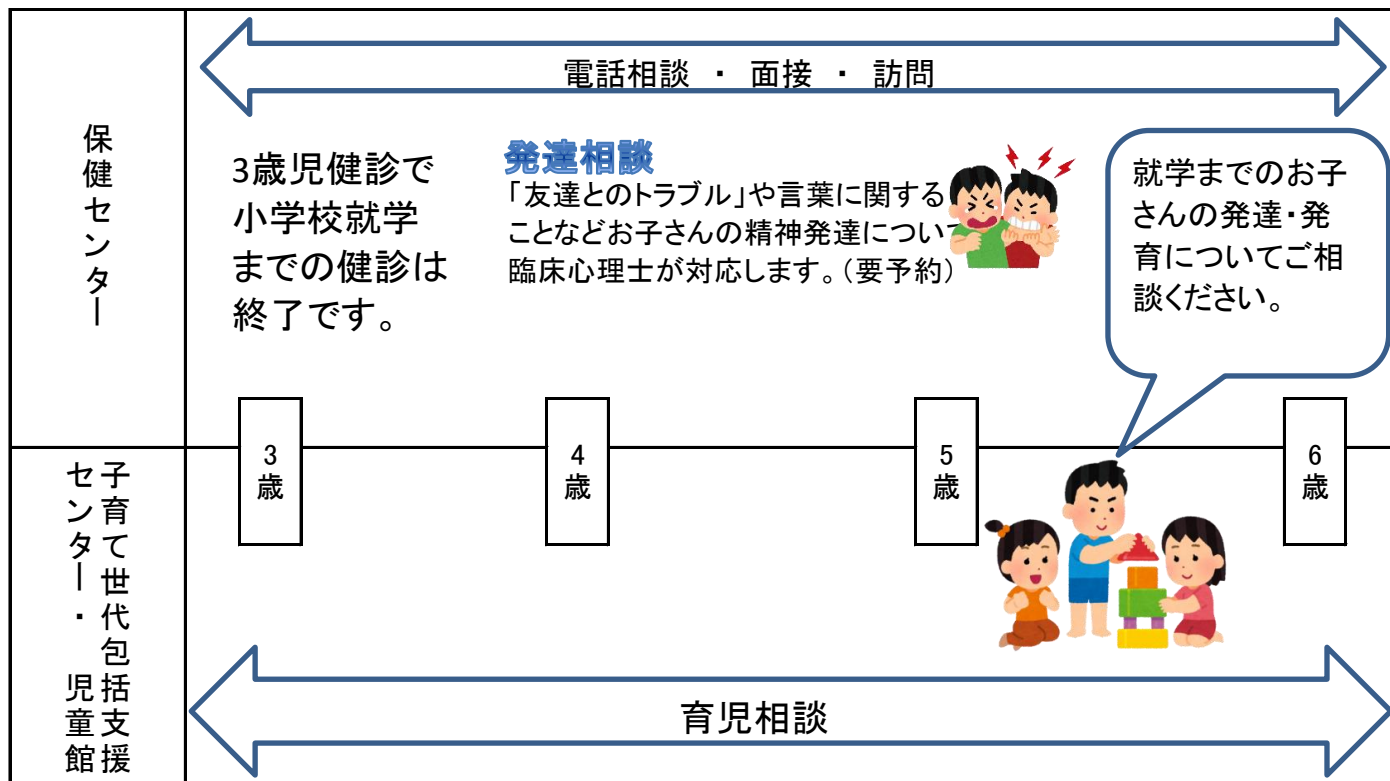 電話相談 ・ 面接 ・ 訪問
保健センター
3歳児健診で
小学校就学
までの健診は
終了です。
発達相談
「友達とのトラブル」や言葉に関する
ことなどお子さんの精神発達につい
臨床心理士が対応します。（要予約）
就学までのお子
さんの発達・発
育についてご相
談ください。
3歳
4歳
5歳
6歳
子育て世代包括支援
センター・児童館
育児相談